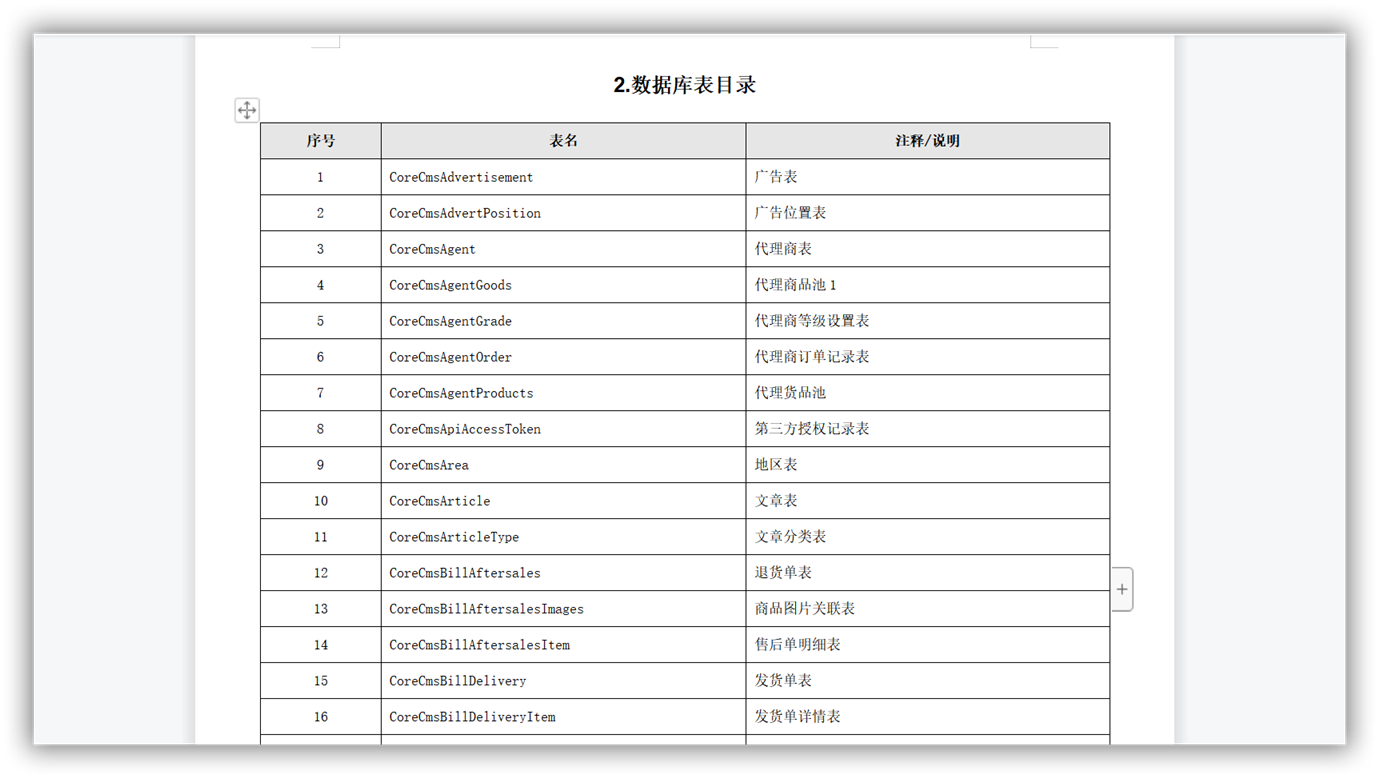 2.数据库表目录
序号 表名 注释/说明
1 CoreCmsAdvertisement 广告表
2 CoreCmsAdvertPosition 广告位置表
3 CoreCmsAgent 代理商表
4 CoreCmsAgentGoods 代理商品池1
5 CoreCmsAgentGrade 代理商等级设置表
6 CoreCmsAgentOrder 代理商订单记录表
7 CoreCmsAgentProducts 代理货品池
8 CoreCmsApiAccessToken 第三方授权记录表
9 CoreCmsArea 地区表
10 CoreCmsArticle 文章表
11 CoreCmsArticleType 文章分类表
12 CoreCmsBillAftersales 退货单表
13 CoreCmsBillAftersalesImages 商品图片关联表
14 CoreCmsBillAftersalesItem 售后单明细表
15 CoreCmsBillDelivery 发货单表
16 CoreCmsBillDeliveryItem 发货单详情表